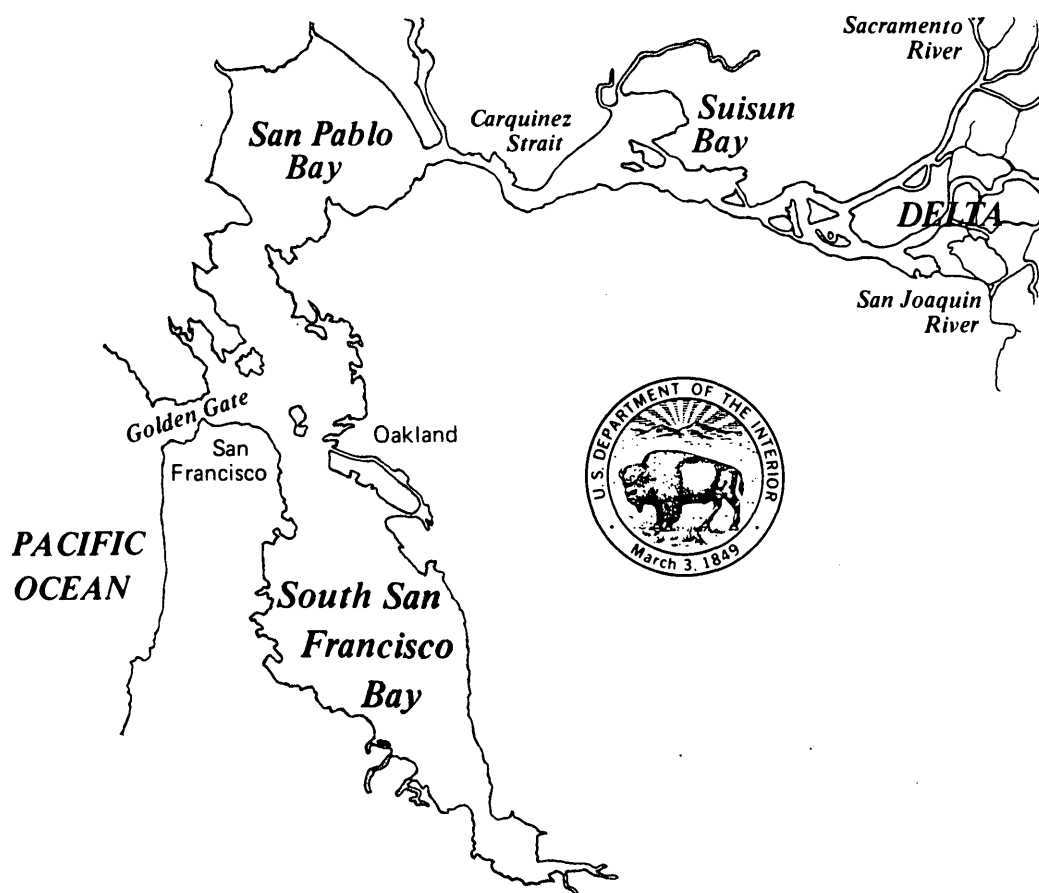 Sacramento
River
Carquinez
Strait
Suisun
Bay
San Pablo
Bay
DELTA
San Joaquin
River
Golden Gate
San
Francisco
Oakland
U.S. DEPARTMENT OF THE INTERIOR
March 3, 1849
PACIFIC
OCEAN
South San
Francisco
Bay